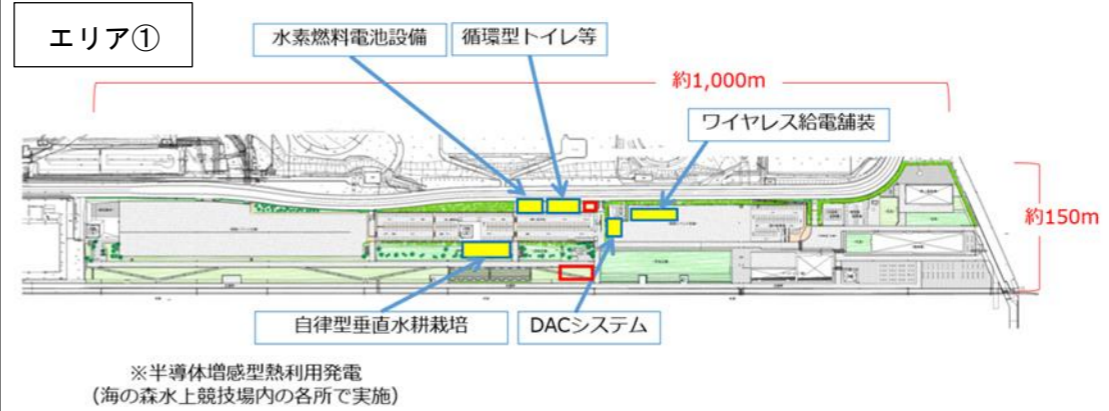 エリア①
水素燃料電池設備
循環型トイレ等
約1,000m
ワイヤレス給電舗装
約150m
自律型垂直水耕栽培
DACシステム
※半導体増感型熱利用発電
(海の森水上競技場内の各所で実施)